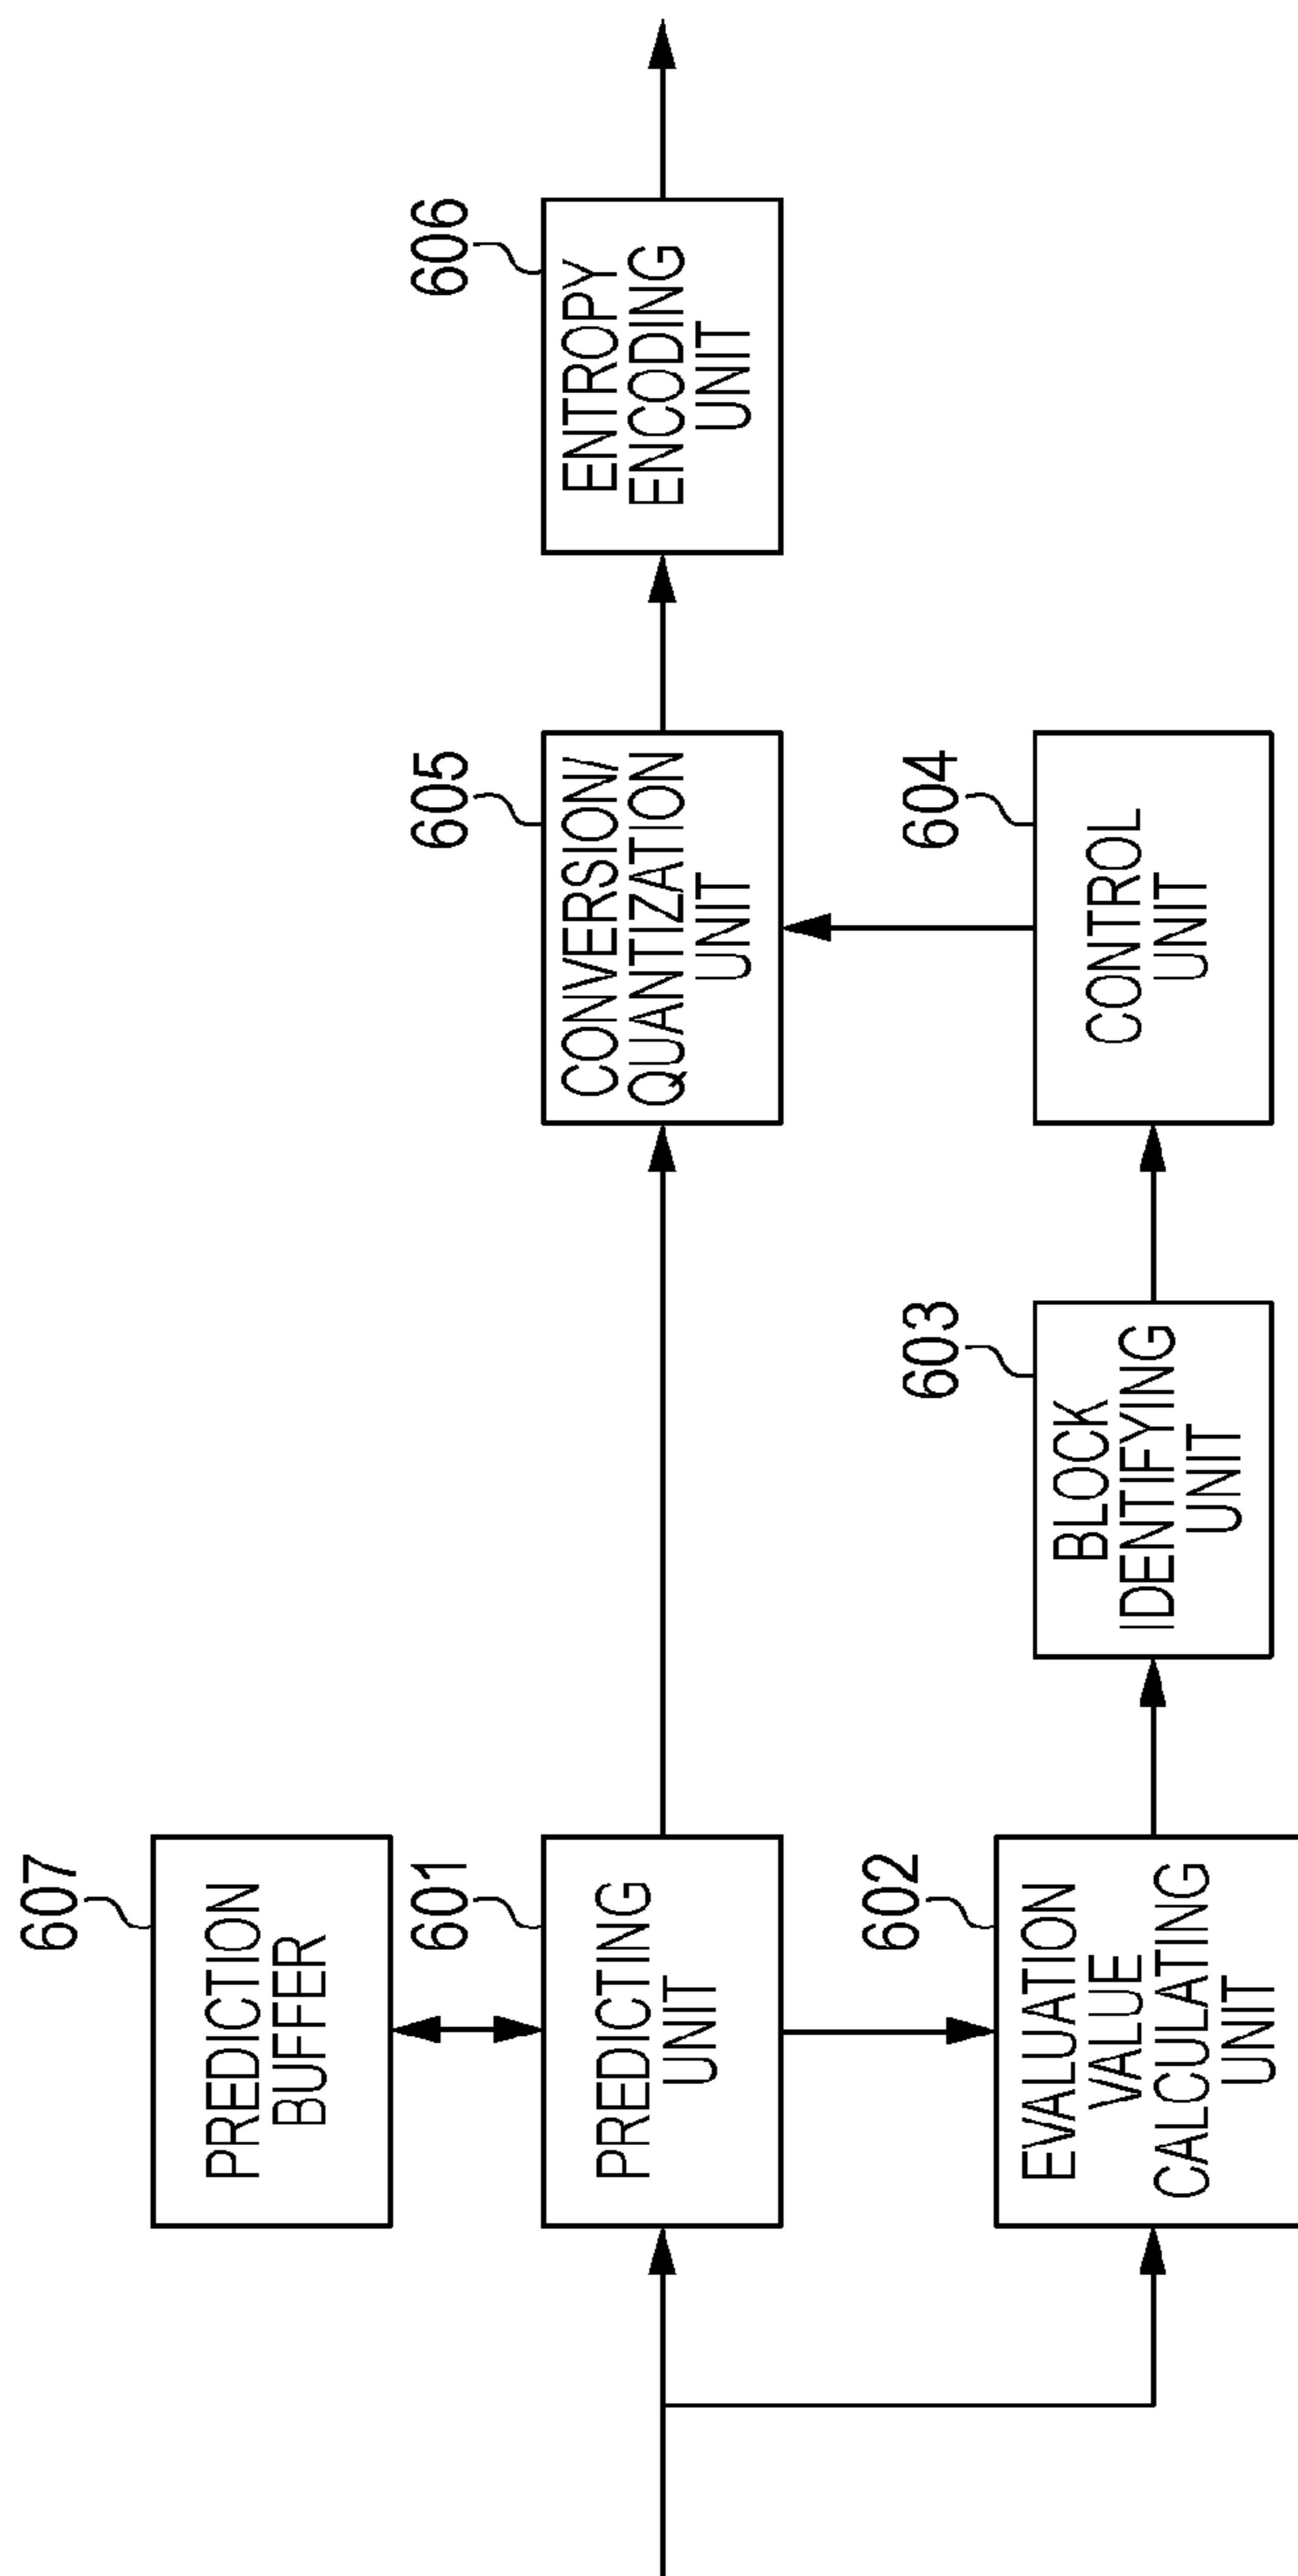 607
PREDICTION
BUFFER
601
PREDICTING
UNIT
605
CONVERSION/
QUANTIZATION
UNIT
606
ENTROPY
ENCODING
UNIT
602
EVALUATION
VALUE
CALCULATING
UNIT
603
BLOCK
IDENTIFYING
UNIT
604
CONTROL
UNIT